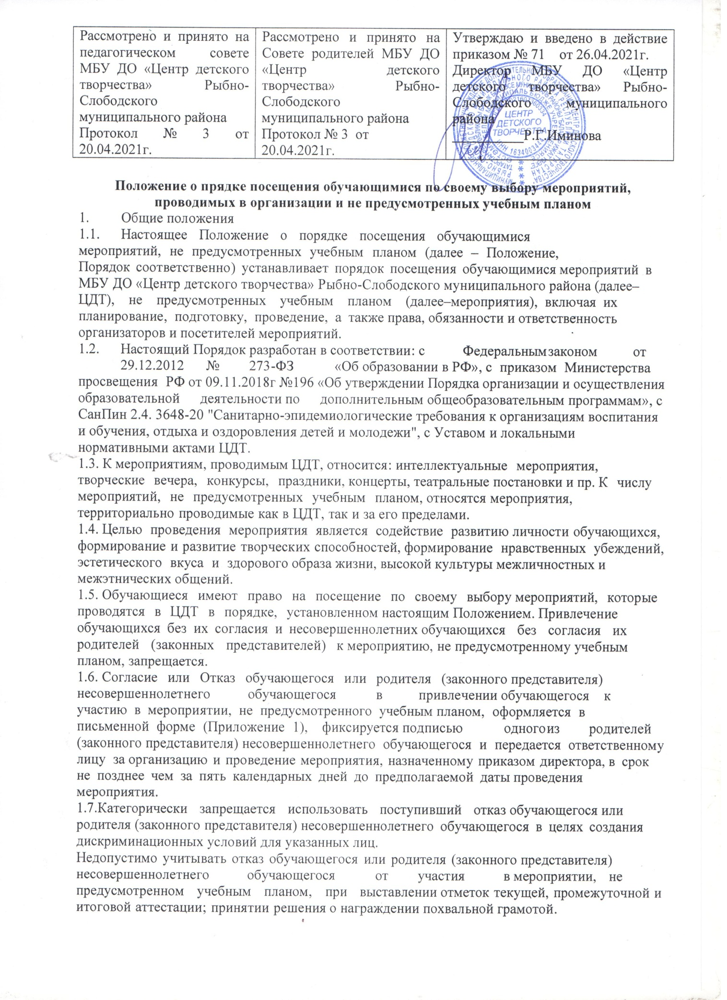 Рассмотрено и принято на
педагогическом совете
МБУ ДО «Центр детского
творчества» Рыбно-
Слободского
муниципального района
Протокол № 3 от
20.04.2021г.
Рассмотрено и принято на
Совете родителей МБУ ДО
«Центр детского
творчества» Рыбно-
Слободского
муниципального района
Протокол № 3 от
20.04.2021г.
Утверждаю и введено в действие
приказом № 71 от 26.04.2021г.
Директор МБУ ДО «Центр
детского творчества» Рыбно-
Слободского муниципального
района
___________Р.Г.Иминова
ЦЕНТР
ДЕТСКОГО
ТВОРЧЕСТВА
ИНН 1634003444
Положение о прядке посещения обучающимися по своему выбору мероприятий,
проводимых в организации и не предусмотренных учебным планом
1. Общие положения
1.1. Настоящее Положение о порядке посещения обучающимися
мероприятий, не предусмотренных учебным планом (далее – Положение,
Порядок соответственно) устанавливает порядок посещения обучающимися мероприятий в
МБУ ДО «Центр детского творчества» Рыбно-Слободского муниципального района (далее–
ЦДТ), не предусмотренных учебным планом (далее–мероприятия), включая их
планирование, подготовку, проведение, а также права, обязанности и ответственность
организаторов и посетителей мероприятий.
1.2. Настоящий Порядок разработан в соответствии: с Федеральным законом от
29.12.2012 № 273-ФЗ «Об образовании в РФ», с приказом Министерства
просвещения РФ от 09.11.2018г №196 «Об утверждении Порядка организации и осуществления
образовательной деятельности по дополнительным общеобразовательным программам», с
СанПин 2.4. 3648-20 "Санитарно-эпидемиологические требования к организациям воспитания
и обучения, отдыха и оздоровления детей и молодежи", с Уставом и локальными
нормативными актами ЦДТ.
1.3. К мероприятиям, проводимым ЦДТ, относится: интеллектуальные мероприятия,
творческие вечера, конкурсы, праздники, концерты, театральные постановки и пр. К числу
мероприятий, не предусмотренных учебным планом, относятся мероприятия,
территориально проводимые как в ЦДТ, так и за его пределами.
1.4. Целью проведения мероприятия является содействие развитию личности обучающихся,
формирование и развитие творческих способностей, формирование нравственных убеждений,
эстетического вкуса и здорового образа жизни, высокой культуры межличностных и
межэтнических общений.
1.5. Обучающиеся имеют право на посещение по своему выбору мероприятий, которые
проводятся в ЦДТ в порядке, установленном настоящим Положением. Привлечение
обучающихся без их согласия и несовершеннолетних обучающихся без согласия их
родителей (законных представителей) к мероприятию, не предусмотренному учебным
планом, запрещается.
1.6. Согласие или Отказ обучающегося или родителя (законного представителя)
несовершеннолетнего обучающегося в привлечении обучающегося к
участию в мероприятии, не предусмотренного учебным планом, оформляется в
письменной форме (Приложение 1), фиксируется подписью одного из родителей
(законного представителя) несовершеннолетнего обучающегося и передается ответственному
лицу за организацию и проведение мероприятия, назначенному приказом директора, в срок
не позднее чем за пять календарных дней до предполагаемой даты проведения
мероприятия.
1.7.Категорически запрещается использовать поступивший отказ обучающегося или
родителя (законного представителя) несовершеннолетнего обучающегося в целях создания
дискриминационных условий для указанных лиц.
Недопустимо учитывать отказ обучающегося или родителя (законного представителя)
несовершеннолетнего обучающегося от участия в мероприятии, не
предусмотренном учебным планом, при выставлении отметок текущей, промежуточной и
итоговой аттестации; принятии решения о награждении похвальной грамотой.